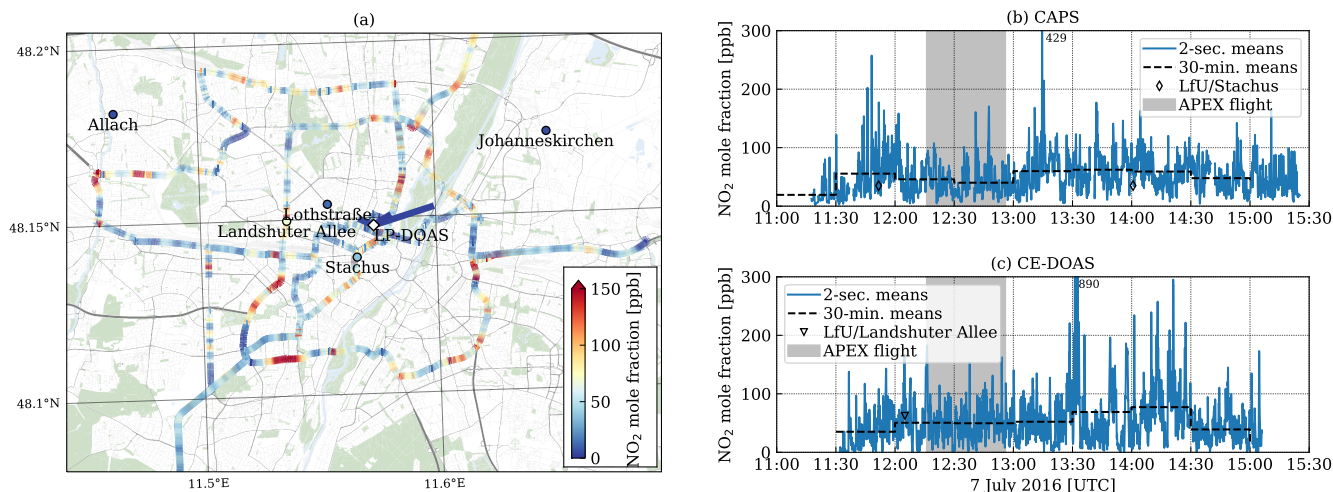 (a)
48.2°N
48.15°N
48.1°N
11.5°E
11.6°E
Allach
Johanneskirchen
Lothstraße
Landshuter Allee
LP-DOAS
Stachus
150
100
50
0
NO2 mole fraction [ppb]
(b) CAPS
NO2 mole fraction [ppb]
300
200
100
0
429
2-sec. means
30-min. means
LfU/Stachus
APEX flight
11:00 11:30 12:00 12:30 13:00 13:30 14:00 14:30 15:00 15:30
(c) CE-DOAS
NO2 mole fraction [ppb]
300
200
100
0
890
2-sec. means
30-min. means
LfU/Landshuter Allee
APEX flight
11:00 11:30 12:00 12:30 13:00 13:30 14:00 14:30 15:00 15:30
7 July 2016 [UTC]